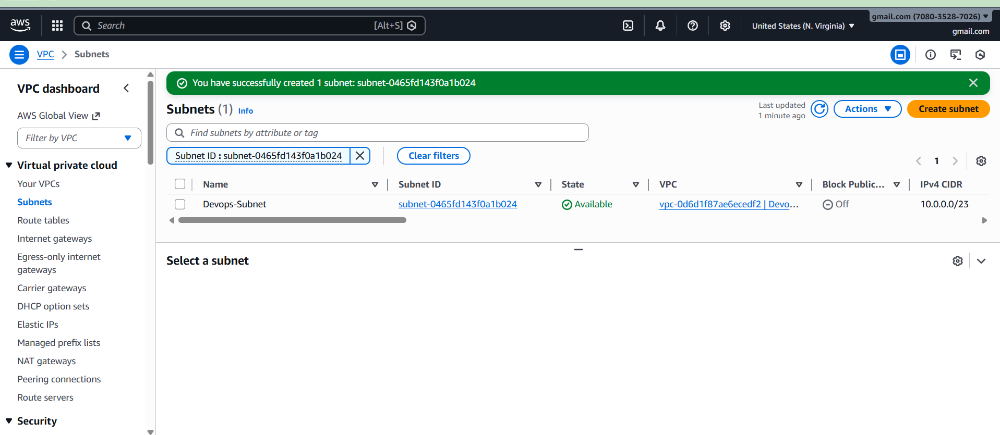 aws
Search [Alt+S]
United States (N. Virginia)
gmail.com (7080-3528-7026)
gmail.com
VPC
Subnets
VPC dashboard
AWS Global View
Filter by VPC
Virtual private cloud
Your VPCs
Subnets
Route tables
Internet gateways
Egress-only internet
gateways
Carrier gateways
DHCP option sets
Elastic IPs
Managed prefix lists
NAT gateways
Peering connections
Route servers
Security
You have successfully created 1 subnet: subnet-0465fd143f0a1b024
Subnets (1) Info
Last updated
1 minute ago
Actions
Create subnet
Find subnets by attribute or tag
Subnet ID : subnet-0465fd143f0a1b024
Clear filters
1
Name Subnet ID State VPC Block Public... IPv4 CIDR
Devops-Subnet subnet-0465fd143f0a1b024 Available vpc-0d6d1f87ae6ecedf2 | Devo... Off 10.0.0.0/23
Select a subnet